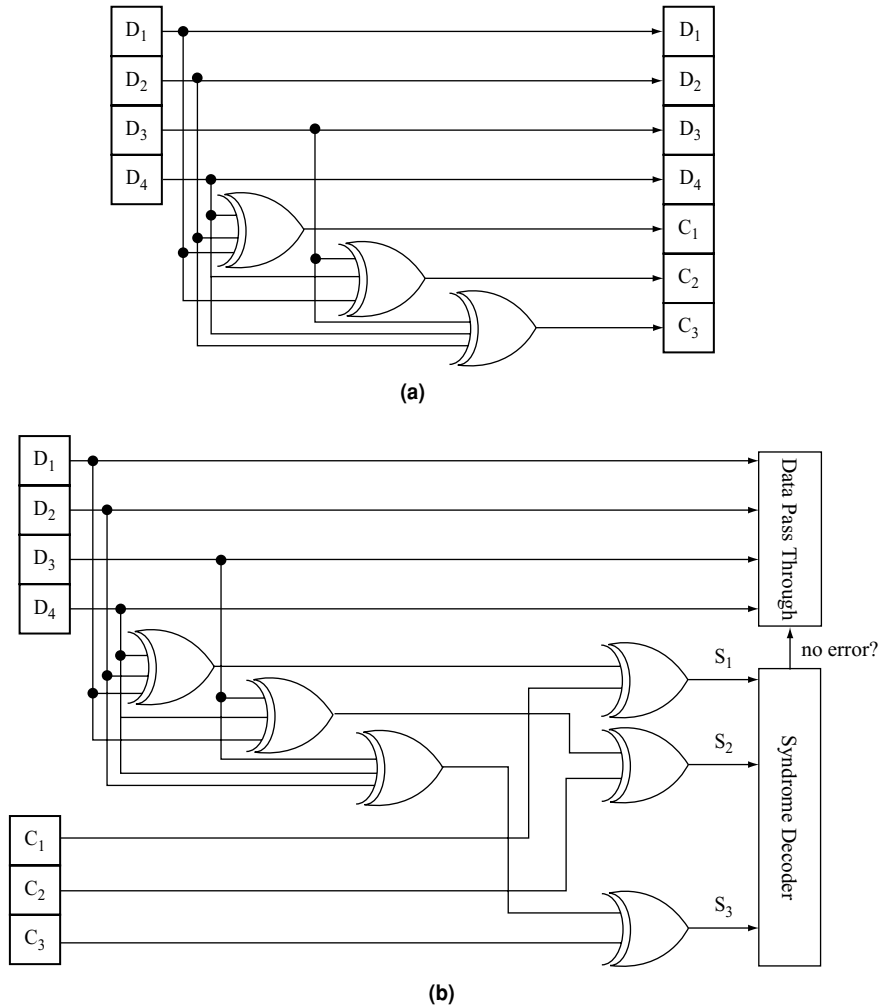 D1 D1
D2 D2
D3 D3
D4 D4
C1
C2
C3
(a)
D1
D2
D3
D4
Data Pass Through
no error?
S1
S2
S3
Syndrome Decoder
C1
C2
C3
(b)